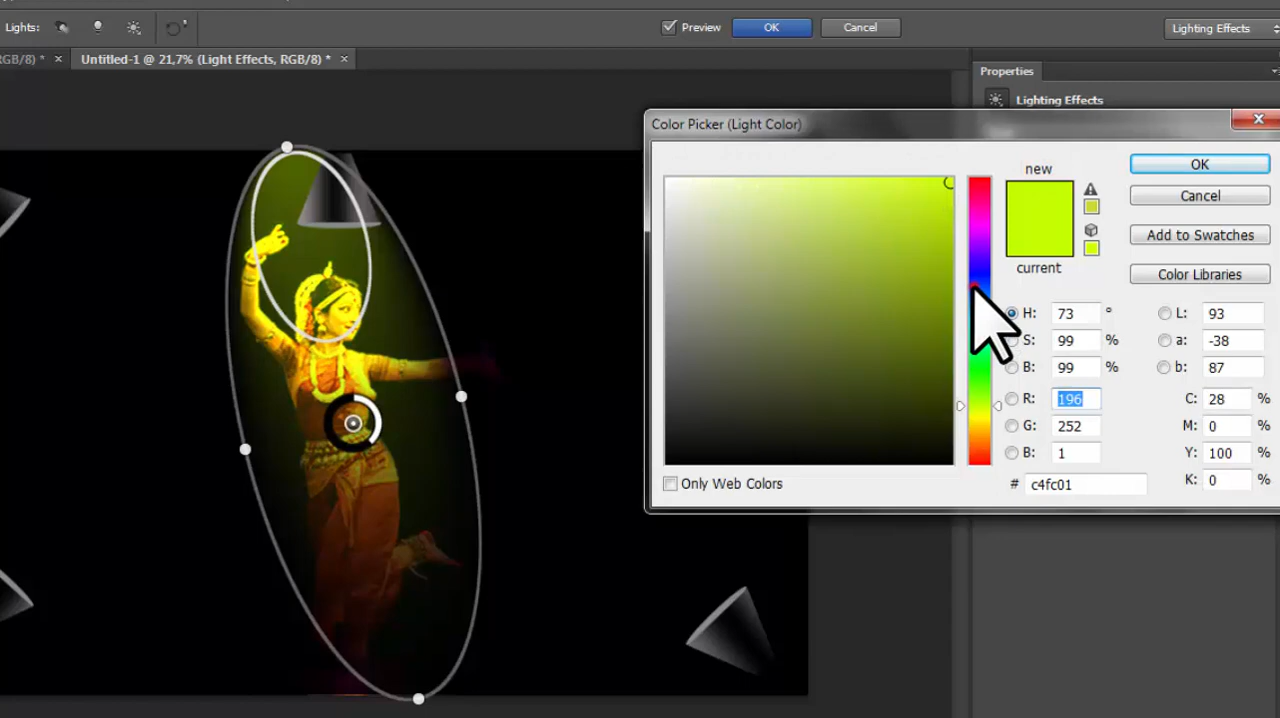 Lights:
Preview
OK
Cancel
Lighting Effects
RGB/8) * ×
Untitled-1 @ 21,7% (Light Effects, RGB/8) * ×
Properties
Lighting Effects
Color Picker (Light Color)
new
current
OK
Cancel
Add to Swatches
Color Libraries
H: 73 °
S: 99 %
B: 99 %
R: 196
G: 252
B: 1
# c4fc01
L: 93
a: -38
b: 87
C: 28 %
M: 0 %
Y: 100 %
K: 0 %
Only Web Colors